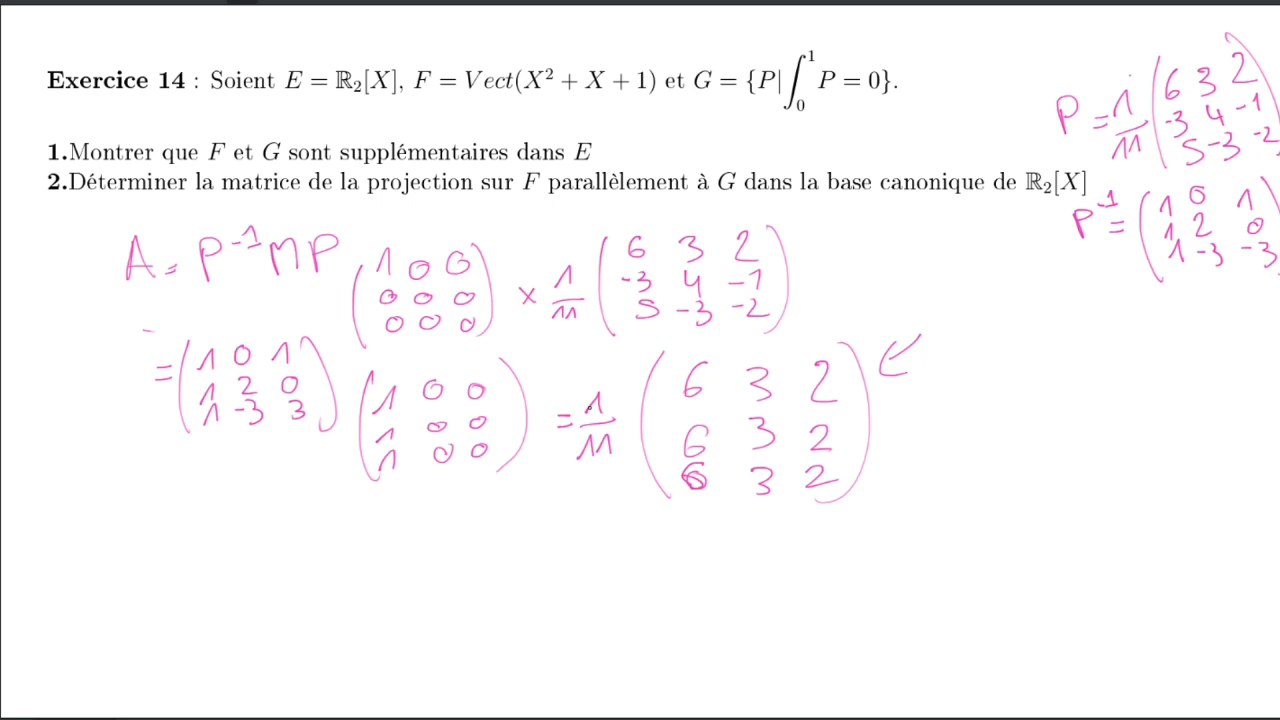 Exercice 14 : Soient E = ℝ₂[X], F = Vect(X² + X + 1) et G = {P| ∫₀¹ P = 0}.
1.Montrer que F et G sont supplémentaires dans E
2.Déterminer la matrice de la projection sur F parallèlement à G dans la base canonique de ℝ₂[X]
P = 1/11 (6 3 2
-3 4 -1
5 -3 -2
P⁻¹ = (1 0 1)
1 2 0
1 -3 -3
A = P⁻¹MP
(1 0 0) × 1/11 (6 3 2)
0 0 0 -3 4 -1
0 0 0 5 -3 -2
= (1 0 1) (1 0 0) = 1/11 (6 3 2)
1 2 0 1 0 0 6 3 2
1 -3 3 1 0 0 6 3 2